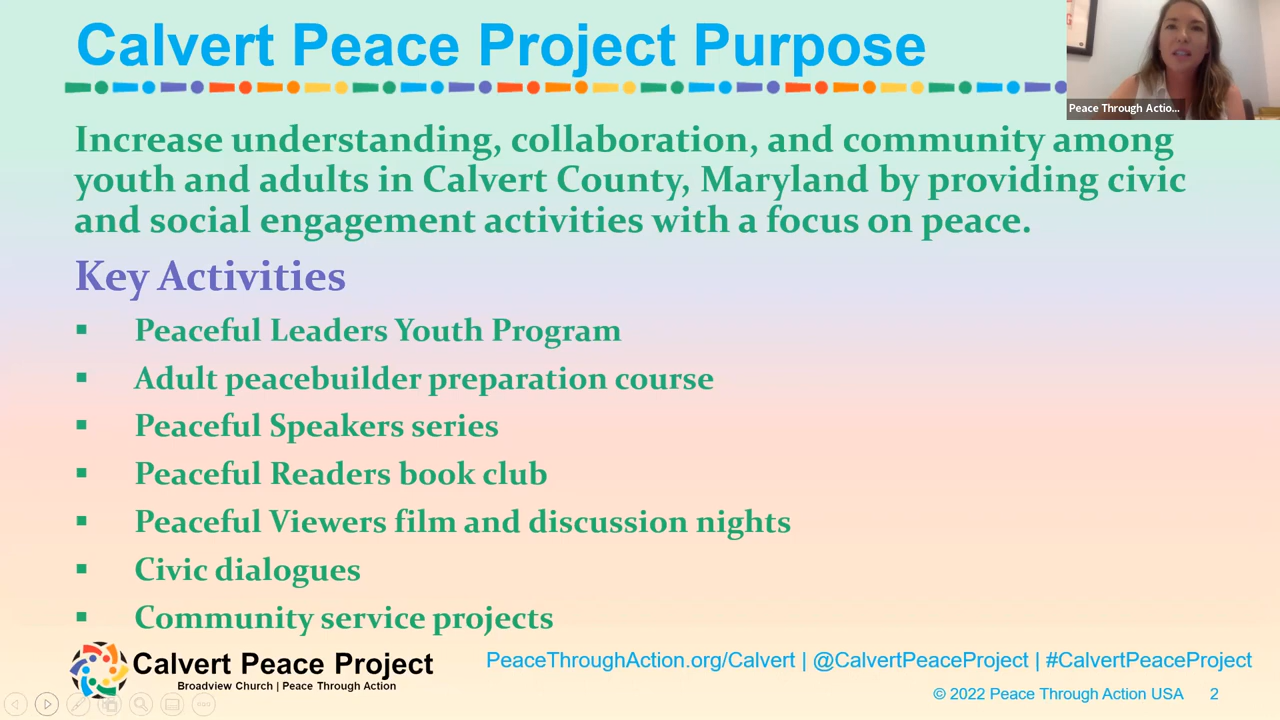 Calvert Peace Project Purpose
Peace Through Actio...
Increase understanding, collaboration, and community among
youth and adults in Calvert County, Maryland by providing civic
and social engagement activities with a focus on peace.
Key Activities
▪ Peaceful Leaders Youth Program
▪ Adult peacebuilder preparation course
▪ Peaceful Speakers series
▪ Peaceful Readers book club
▪ Peaceful Viewers film and discussion nights
▪ Civic dialogues
▪ Community service projects
Calvert Peace Project
Broadview Church | Peace Through Action
PeaceThroughAction.org/Calvert | @CalvertPeaceProject | #CalvertPeaceProject
© 2022 Peace Through Action USA 2